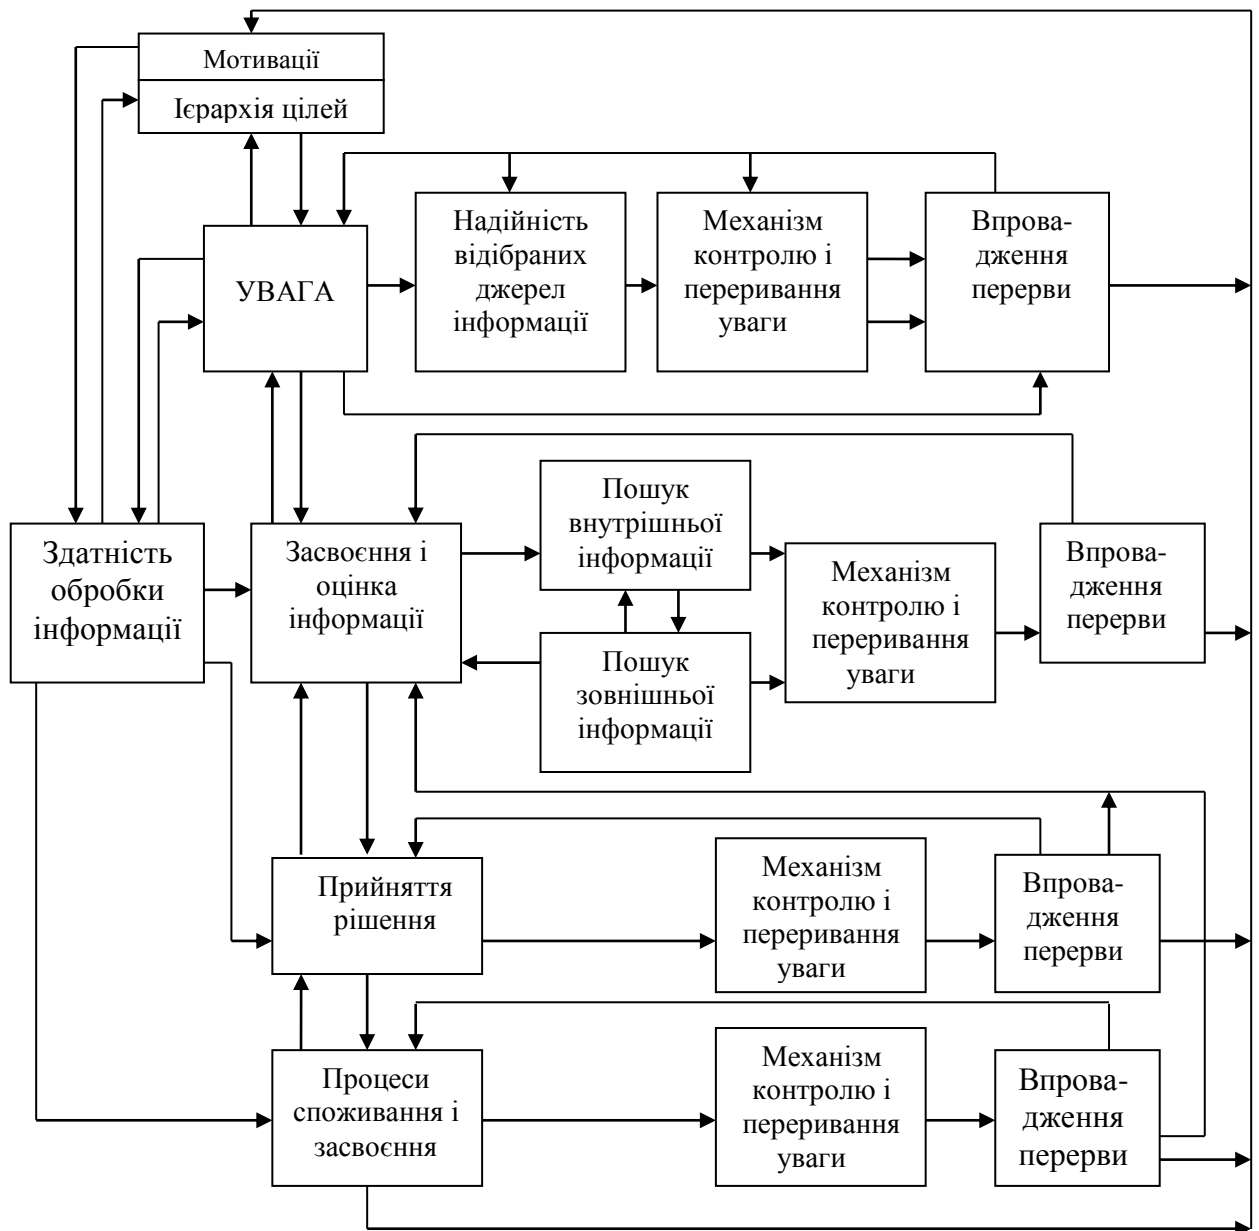 Мотивації
Ієрархія цілей
УВАГА
Надійність
відібраних
джерел
інформації
Механізм
контролю і
переривання
уваги
Впрова-
дження
перерви
Здатність
обробки
інформації
Засвоєння і
оцінка
інформації
Пошук
внутрішньої
інформації
Пошук
зовнішньої
інформації
Механізм
контролю і
переривання
уваги
Впрова-
дження
перерви
Прийняття
рішення
Механізм
контролю і
переривання
уваги
Впрова-
дження
перерви
Процеси
споживання і
засвоєння
Механізм
контролю і
переривання
уваги
Впрова-
дження
перерви